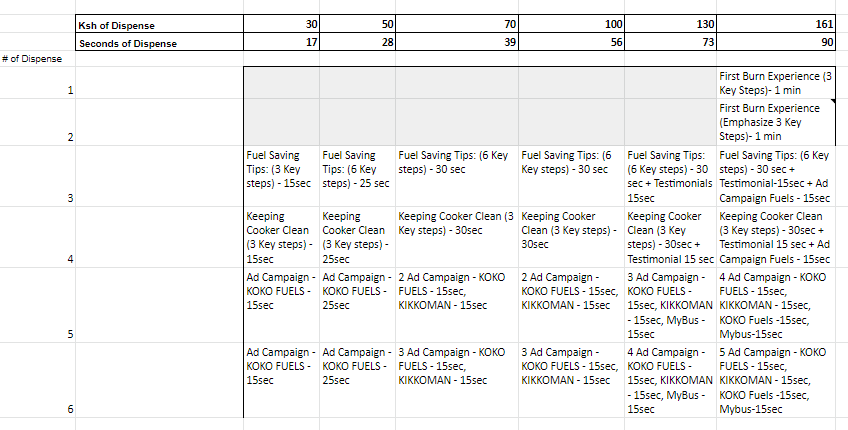 Ksh of Dispense 30 50 70 100 130 161
Seconds of Dispense 17 28 39 56 73 90
# of Dispense
1
First Burn Experience (3
Key Steps)- 1 min
2
First Burn Experience
(Emphasize 3 Key
Steps)- 1 min
3
Fuel Saving
Tips: (3 Key
steps) - 15sec
Fuel Saving
Tips: (6 Key
steps) - 25 sec
Fuel Saving Tips: (6 Key
steps) - 30 sec
Fuel Saving Tips: (6
Key steps) - 30 sec
Fuel Saving Tips:
(6 Key steps) - 30
sec + Testimonials
15sec
Fuel Saving Tips: (6 Key
steps) - 30 sec +
Testimonial-15sec + Ad
Campaign Fuels - 15sec
4
Keeping
Cooker Clean
(3 Key steps) -
15sec
Keeping
Cooker Clean
(3 Key steps) -
25sec
Keeping Cooker Clean (3
Key steps) - 30sec
Keeping Cooker
Clean (3 Key steps) -
30sec
Keeping Cooker
Clean (3 Key
steps) - 30sec +
Testimonial 15 sec
Keeping Cooker Clean
(3 Key steps) - 30sec +
Testimonial 15 sec + Ad
Campaign Fuels - 15sec
5
Ad Campaign -
KOKO FUELS -
15sec
Ad Campaign -
KOKO FUELS -
25sec
2 Ad Campaign - KOKO
FUELS - 15sec,
KIKKOMAN - 15sec
2 Ad Campaign -
KOKO FUELS - 15sec,
KIKKOMAN - 15sec
3 Ad Campaign -
KOKO FUELS -
15sec, KIKKOMAN
- 15sec, MyBus -
15sec
4 Ad Campaign - KOKO
FUELS - 15sec,
KIKKOMAN - 15sec,
KOKO Fuels -15sec,
Mybus-15sec
6
Ad Campaign -
KOKO FUELS -
15sec
Ad Campaign -
KOKO FUELS -
25sec
3 Ad Campaign - KOKO
FUELS - 15sec,
KIKKOMAN - 15sec
3 Ad Campaign -
KOKO FUELS - 15sec,
KIKKOMAN - 15sec
4 Ad Campaign -
KOKO FUELS -
15sec, KIKKOMAN
- 15sec, MyBus -
15sec
5 Ad Campaign - KOKO
FUELS - 15sec,
KIKKOMAN - 15sec,
KOKO Fuels -15sec,
Mybus-15sec